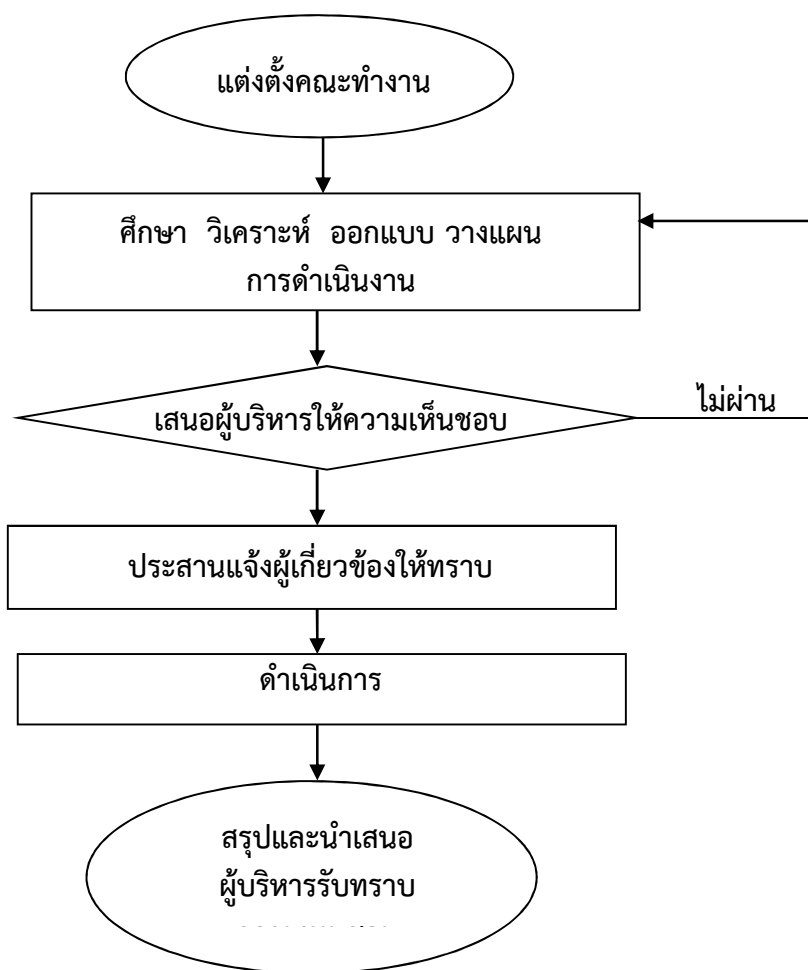 แต่งตั้งคณะทำงาน
ศึกษา วิเคราะห์ ออกแบบ วางแผน
การดำเนินงาน
เสนอผู้บริหารให้ความเห็นชอบ
ไม่ผ่าน
ประสานแจ้งผู้เกี่ยวข้องให้ทราบ
ดำเนินการ
สรุปและนำเสนอ
ผู้บริหารรับทราบ